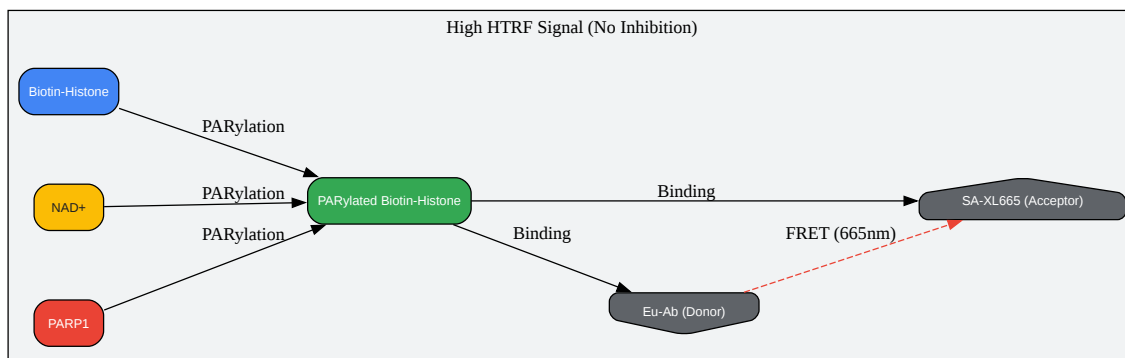 High HTRF Signal (No Inhibition)
Biotin-Histone
PARylation
NAD+
PARylation
PARylated Biotin-Histone
Binding
SA-XL665 (Acceptor)
PARylation
Binding
FRET (665nm)
PARP1
Eu-Ab (Donor)